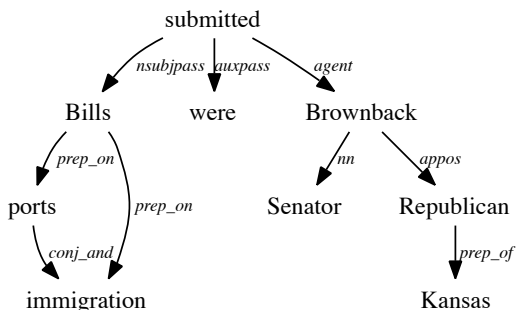 submitted
nsubjpass auxpass agent
Bills were Brownback
prep_on nn appos
ports prep_on Senator Republican
conj_and prep_of
immigration Kansas